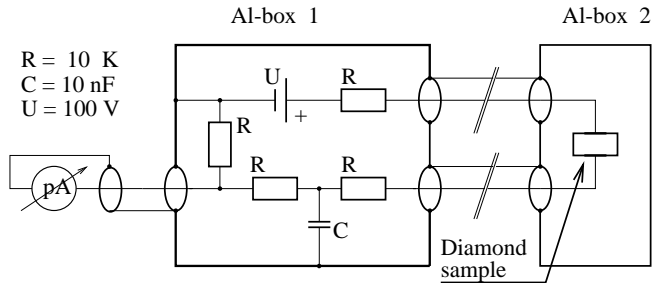 Al-box 1
Al-box 2
R = 10 K
C = 10 nF
U = 100 V
U
R
+
R
R
R
pA
C
Diamond
sample